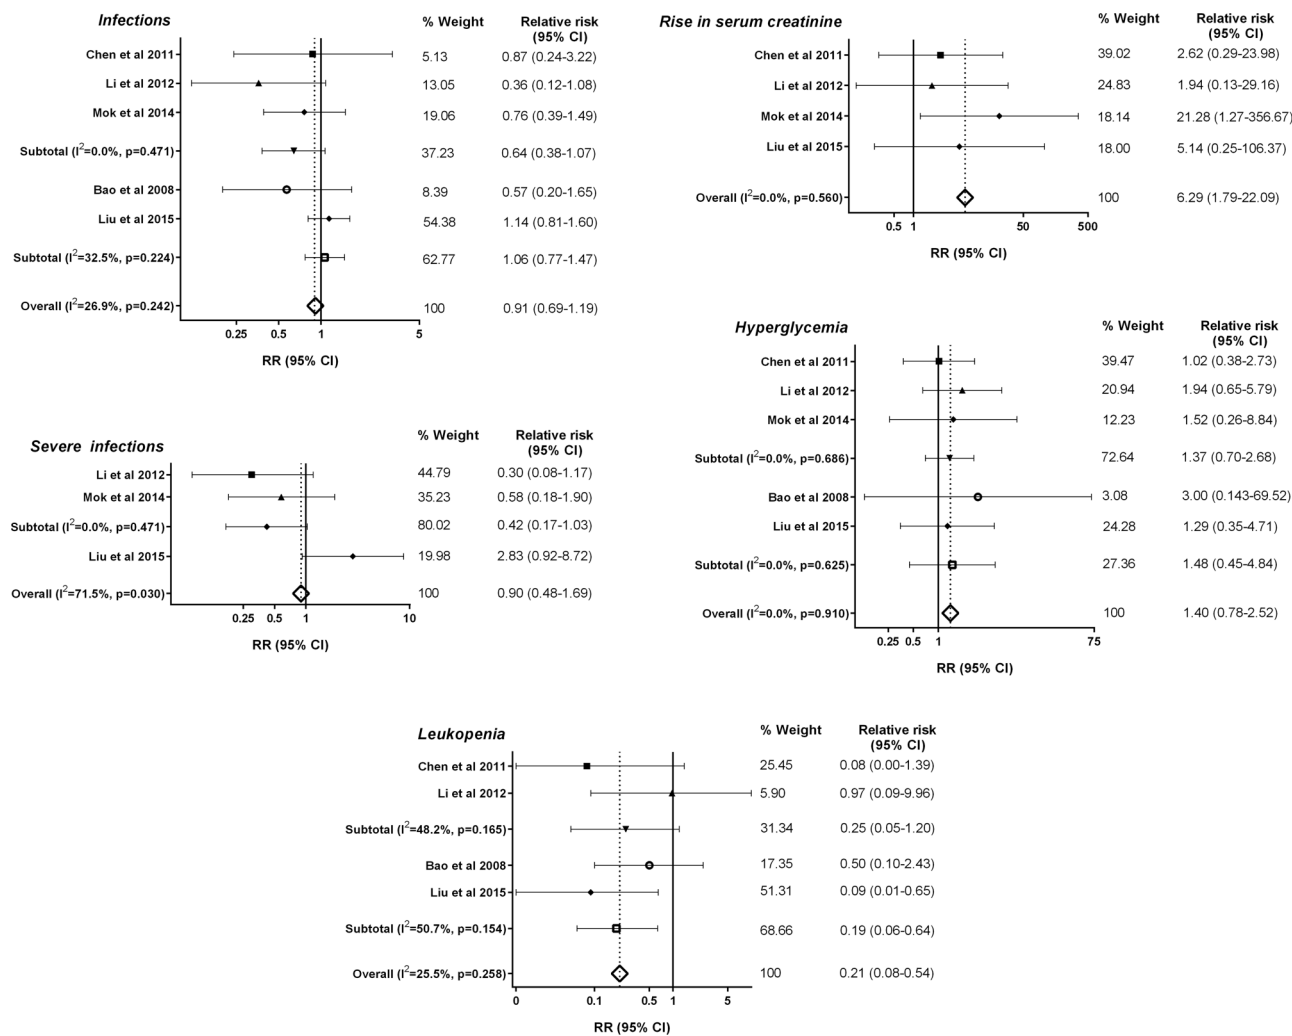 Infections
% Weight Relative risk
(95% CI)
Chen et al 2011 5.13 0.87 (0.24-3.22)
Li et al 2012 13.05 0.36 (0.12-1.08)
Mok et al 2014 19.06 0.76 (0.39-1.49)
Subtotal (I²=0.0%, p=0.471) 37.23 0.64 (0.38-1.07)
Bao et al 2008 8.39 0.57 (0.20-1.65)
Liu et al 2015 54.38 1.14 (0.81-1.60)
Subtotal (I²=32.5%, p=0.224) 62.77 1.06 (0.77-1.47)
Overall (I²=26.9%, p=0.242) 100 0.91 (0.69-1.19)
0.25 0.5 1 5
RR (95% CI)
Rise in serum creatinine
% Weight Relative risk
(95% CI)
Chen et al 2011 39.02 2.62 (0.29-23.98)
Li et al 2012 24.83 1.94 (0.13-29.16)
Mok et al 2014 18.14 21.28 (1.27-356.67)
Liu et al 2015 18.00 5.14 (0.25-106.37)
Overall (I²=0.0%, p=0.560) 100 6.29 (1.79-22.09)
0.5 1 50 500
RR (95% CI)
Severe infections
% Weight Relative risk
(95% CI)
Li et al 2012 44.79 0.30 (0.08-1.17)
Mok et al 2014 35.23 0.58 (0.18-1.90)
Subtotal (I²=0.0%, p=0.471) 80.02 0.42 (0.17-1.03)
Liu et al 2015 19.98 2.83 (0.92-8.72)
Overall (I²=71.5%, p=0.030) 100 0.90 (0.48-1.69)
0.25 0.5 1 10
RR (95% CI)
Hyperglycemia
% Weight Relative risk
(95% CI)
Chen et al 2011 39.47 1.02 (0.38-2.73)
Li et al 2012 20.94 1.94 (0.65-5.79)
Mok et al 2014 12.23 1.52 (0.26-8.84)
Subtotal (I²=0.0%, p=0.686) 72.64 1.37 (0.70-2.68)
Bao et al 2008 3.08 3.00 (0.143-69.52)
Liu et al 2015 24.28 1.29 (0.35-4.71)
Subtotal (I²=0.0%, p=0.625) 27.36 1.48 (0.45-4.84)
Overall (I²=0.0%, p=0.910) 100 1.40 (0.78-2.52)
0.25 0.5 1 75
RR (95% CI)
Leukopenia
% Weight Relative risk
(95% CI)
Chen et al 2011 25.45 0.08 (0.00-1.39)
Li et al 2012 5.90 0.97 (0.09-9.96)
Subtotal (I²=48.2%, p=0.165) 31.34 0.25 (0.05-1.20)
Bao et al 2008 17.35 0.50 (0.10-2.43)
Liu et al 2015 51.31 0.09 (0.01-0.65)
Subtotal (I²=50.7%, p=0.154) 68.66 0.19 (0.06-0.64)
Overall (I²=25.5%, p=0.258) 100 0.21 (0.08-0.54)
0 0.1 0.5 1 5
RR (95% CI)